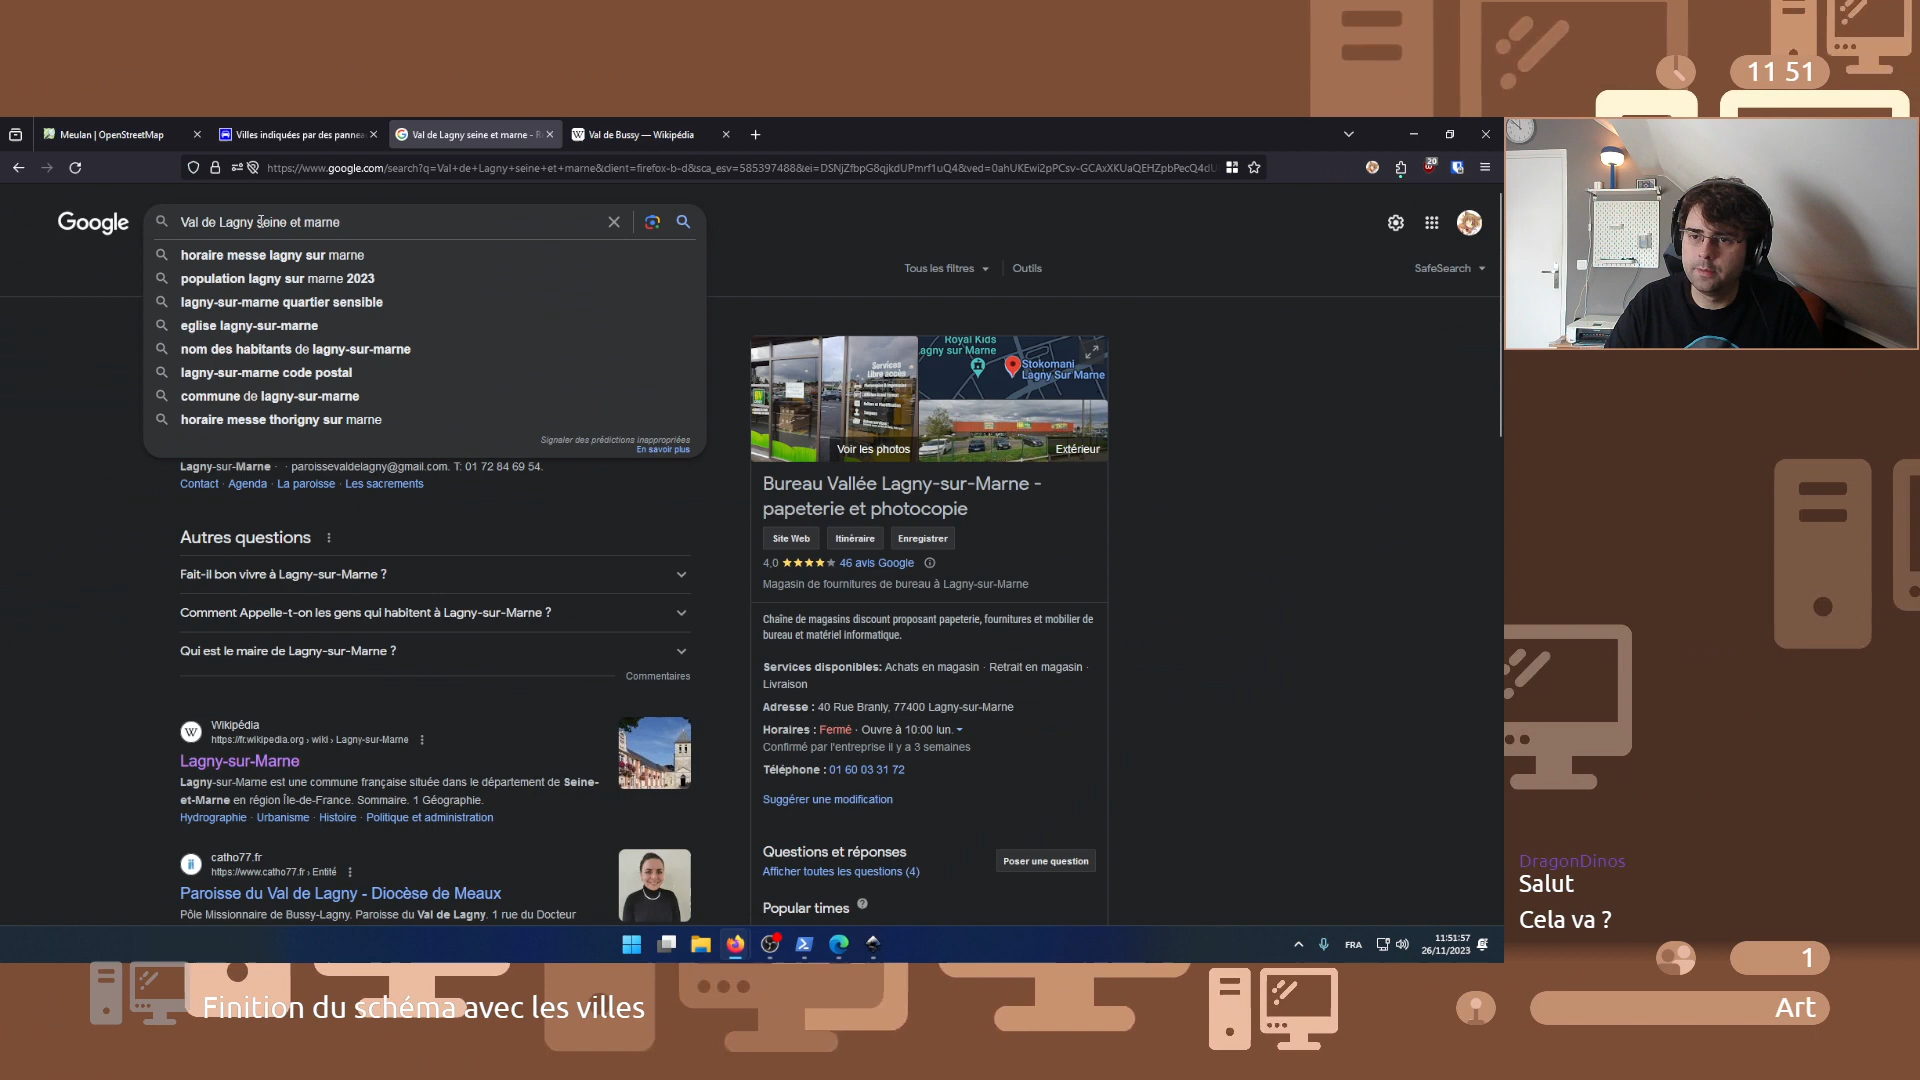 11 51
Meulan | OpenStreetMap
Villes indiquées par des pannea
Val de Lagny seine et marne - R
Val de Bussy — Wikipédia
https://www.google.com/search?q=Val+de+Lagny+seine+et+marne&client=firefox-b-d&sca_esv=585397488&ei=DSNjZfbpG8qjkdUPmrf1uQ4&ved=0ahUKEwi2pPCsv-GCAxXKUaQEHZpbPecQ4dU
20
Google
Val de Lagny seine et marne
horaire messe lagny sur marne
population lagny sur marne 2023
lagny-sur-marne quartier sensible
eglise lagny-sur-marne
nom des habitants de lagny-sur-marne
lagny-sur-marne code postal
commune de lagny-sur-marne
horaire messe thorigny sur marne
Signaler des prédictions inappropriées
En savoir plus
Tous les filtres
Outils
SafeSearch
Lagny-sur-Marne · · paroissevaldelagny@gmail.com. T: 01 72 84 69 54.
Contact · Agenda · La paroisse · Les sacrements
Autres questions
Fait-il bon vivre à Lagny-sur-Marne ?
Comment Appelle-t-on les gens qui habitent à Lagny-sur-Marne ?
Qui est le maire de Lagny-sur-Marne ?
Commentaires
W
Wikipédia
https://fr.wikipedia.org › wiki › Lagny-sur-Marne
Lagny-sur-Marne
Lagny-sur-Marne est une commune française située dans le département de Seine-
et-Marne en région Île-de-France. Sommaire. 1 Géographie.
Hydrographie · Urbanisme · Histoire · Politique et administration
catho77.fr
https://www.catho77.fr › Entité
Paroisse du Val de Lagny - Diocèse de Meaux
Pôle Missionnaire de Bussy-Lagny. Paroisse du Val de Lagny. 1 rue du Docteur
Services
Libre accès
Voir les photos
Royal Kids
agny sur Marne
Stokomani
Lagny Sur Marne
Extérieur
Bureau Vallée Lagny-sur-Marne -
papeterie et photocopie
Site Web
Itinéraire
Enregistrer
4,0 ★★★★★ 46 avis Google
Magasin de fournitures de bureau à Lagny-sur-Marne
Chaîne de magasins discount proposant papeterie, fournitures et mobilier de
bureau et matériel informatique.
Services disponibles: Achats en magasin · Retrait en magasin ·
Livraison
Adresse : 40 Rue Branly, 77400 Lagny-sur-Marne
Horaires : Fermé · Ouvre à 10:00 lun.
Confirmé par l'entreprise il y a 3 semaines
Téléphone : 01 60 03 31 72
Suggérer une modification
Questions et réponses
Afficher toutes les questions (4)
Poser une question
Popular times
FRA
11:51:57
26/11/2023
DragonDinos
Salut
Cela va ?
1
Finition du schéma avec les villes
Art